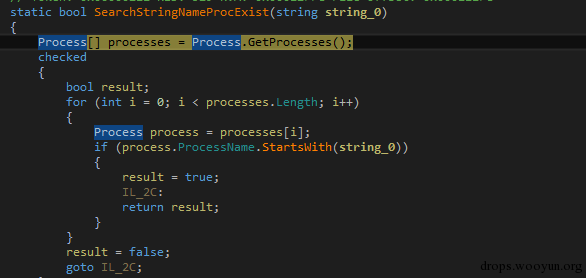 static bool SearchStringNameProcExist(string string_0)
{
Process[] processes = Process.GetProcesses();
checked
{
bool result;
for (int i = 0; i < processes.Length; i++)
{
Process process = processes[i];
if (process.ProcessName.StartsWith(string_0))
{
result = true;
IL_2C:
return result;
}
}
result = false;
goto IL_2C;
drops.wooyun.org